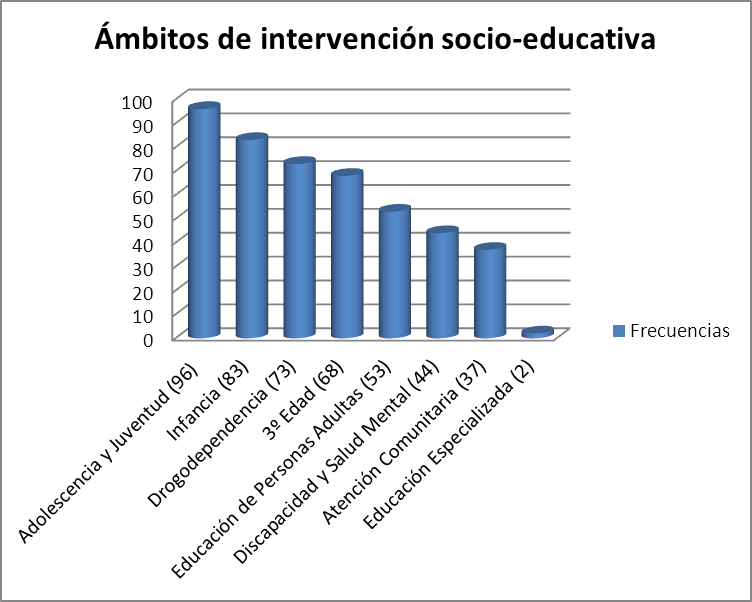 Ámbitos de intervención socio-educativa
100
90
80
70
60
50
40
30
20
10
0
Adolescencia y Juventud (96)
Infancia (83)
Drogodependencia (73)
3º Edad (68)
Educación de Personas Adultas (53)
Discapacidad y Salud Mental (44)
Atención Comunitaria (37)
Educación Especializada (2)
Frecuencias